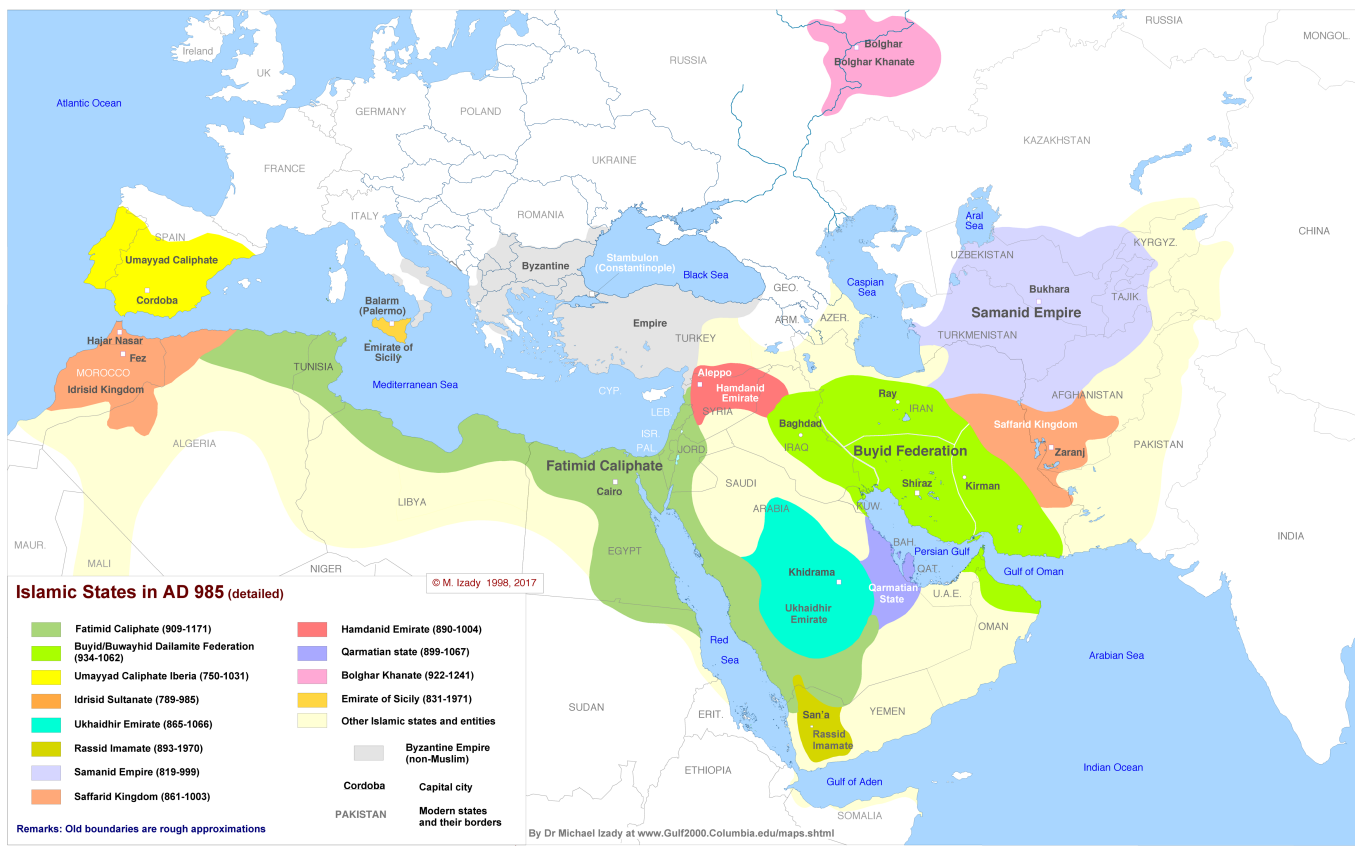 RUSSIA
MONGOL.
Bolghar
Bolghar Khanate
Ireland
UK
RUSSIA
Atlantic Ocean
GERMANY
POLAND
KAZAKHSTAN
UKRAINE
FRANCE
ITALY
ROMANIA
Aral
Sea
CHINA
SPAIN
Umayyad Caliphate
Cordoba
Byzantine
Stambulon
(Constantinople)
Black Sea
Caspian
Sea
UZBEKISTAN
KYRGYZ.
GEO.
Bukhara
TAJIK.
Samanid Empire
Balarm
(Palermo)
Empire
ARM.
AZER.
TURKEY
TURKMENISTAN
Hajar Nasar
Fez
Emirate of
Sicily
MOROCCO
Idrisid Kingdom
TUNISIA
Mediterranean Sea
Aleppo
Hamdanid
Emirate
CYP.
LEB.
SYRIA
Ray
IRAN
AFGHANISTAN
Saffarid Kingdom
Baghdad
ISR.
PAL.
JORD.
IRAQ
Buyid Federation
Zaranj
PAKISTAN
ALGERIA
Fatimid Caliphate
Cairo
SAUDI
Shiraz
Kirman
LIBYA
ARABIA
KUW.
MAUR.
MALI
NIGER
EGYPT
BAH.
Persian Gulf
QAT.
Gulf of Oman
INDIA
Khidrama
Qarmatian
State
U.A.E.
Ukhaidhir
Emirate
OMAN
Red
Sea
Arabian Sea
SUDAN
ERIT.
San'a
YEMEN
Rassid
Imamate
ETHIOPIA
Gulf of Aden
Indian Ocean
SOMALIA
© M. Izady 1998, 2017
Islamic States in AD 985 (detailed)
Fatimid Caliphate (909-1171)
Buyid/Buwayhid Dailamite Federation
(934-1062)
Umayyad Caliphate Iberia (750-1031)
Idrisid Sultanate (789-985)
Ukhaidhir Emirate (865-1066)
Rassid Imamate (893-1970)
Samanid Empire (819-999)
Saffarid Kingdom (861-1003)
Hamdanid Emirate (890-1004)
Qarmatian state (899-1067)
Bolghar Khanate (922-1241)
Emirate of Sicily (831-1971)
Other Islamic states and entities
Byzantine Empire
(non-Muslim)
Cordoba Capital city
PAKISTAN Modern states
and their borders
Remarks: Old boundaries are rough approximations
By Dr Michael Izady at www.Gulf2000.Columbia.edu/maps.shtml